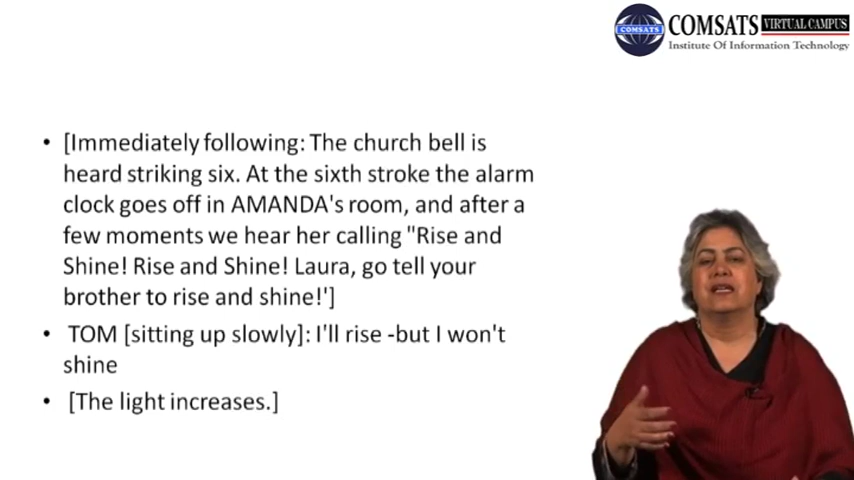 COMSATS
COMSATS VIRTUAL CAMPUS
Institute Of Information Technology
• [Immediately following: The church bell is
heard striking six. At the sixth stroke the alarm
clock goes off in AMANDA's room, and after a
few moments we hear her calling "Rise and
Shine! Rise and Shine! Laura, go tell your
brother to rise and shine!']
• TOM [sitting up slowly]: I'll rise -but I won't
shine
• [The light increases.]